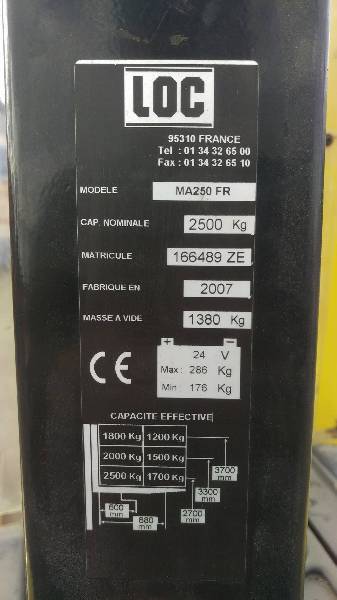 LOC
95310 FRANCE
Tel : 01 34 32 65 00
Fax : 01 34 32 65 10
MODELE MA250 FR
CAP. NOMINALE 2500 Kg
MATRICULE 166489 ZE
FABRIQUE EN 2007
MASSE A VIDE 1380 Kg
+ −
24 V
CE Max : 286 Kg
Min : 176 Kg
CAPACITE EFFECTIVE
1800 Kg 1200 Kg
2000 Kg 1500 Kg 3700 mm
2500 Kg 1700 Kg 3300 mm
600 mm 2700 mm
880 mm